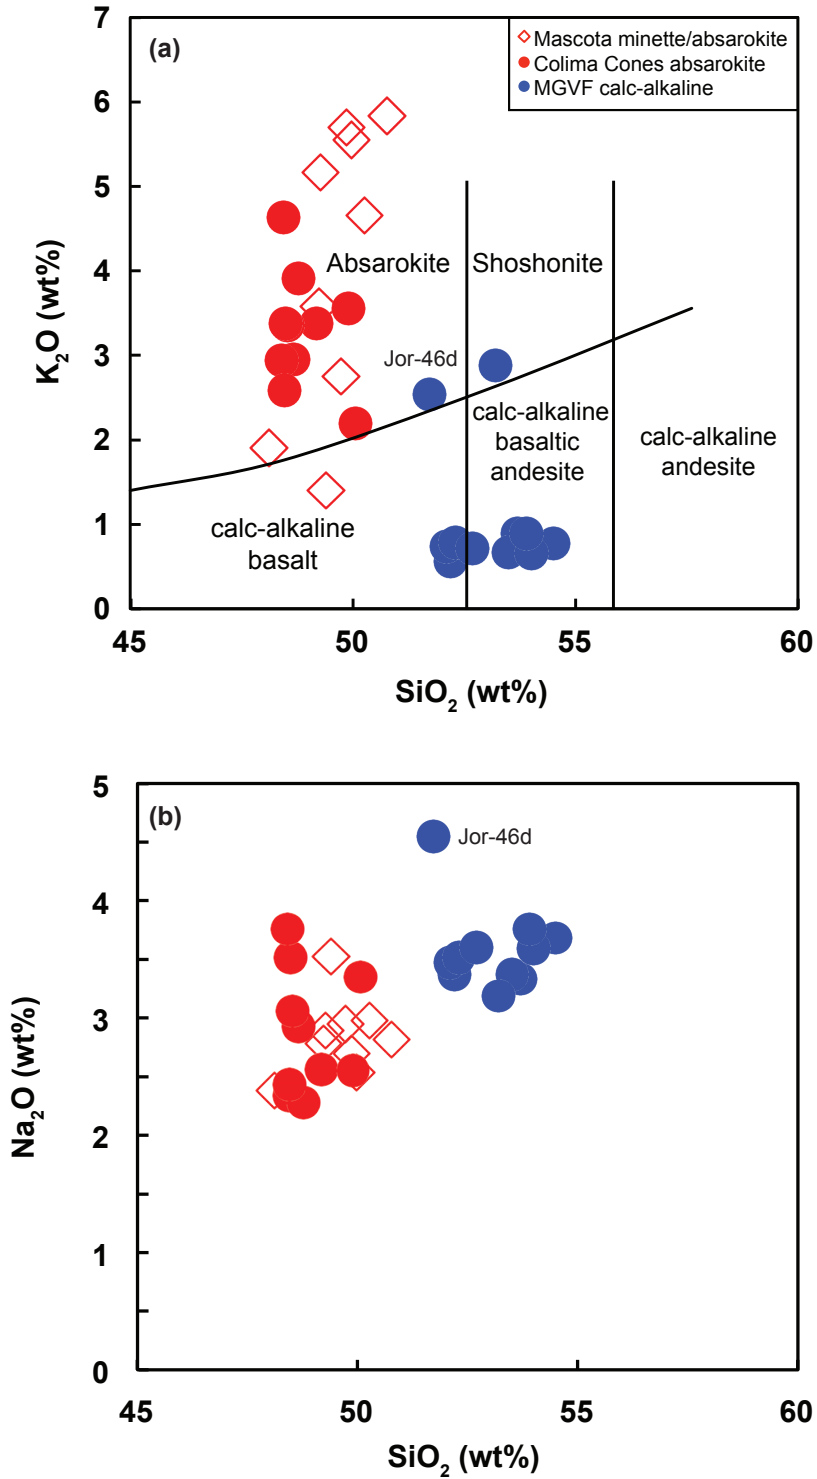 7
(a)
Mascota minette/absarokite
Colima Cones absarokite
MGVF calc-alkaline
6
5
Absarokite
Shoshonite
4
K₂O (wt%)
3
Jor-46d
calc-alkaline
basaltic
andesite
calc-alkaline
andesite
2
calc-alkaline
basalt
1
0
45
50
55
60
SiO₂ (wt%)
5
(b)
Jor-46d
4
3
Na₂O (wt%)
2
1
0
45
50
55
60
SiO₂ (wt%)